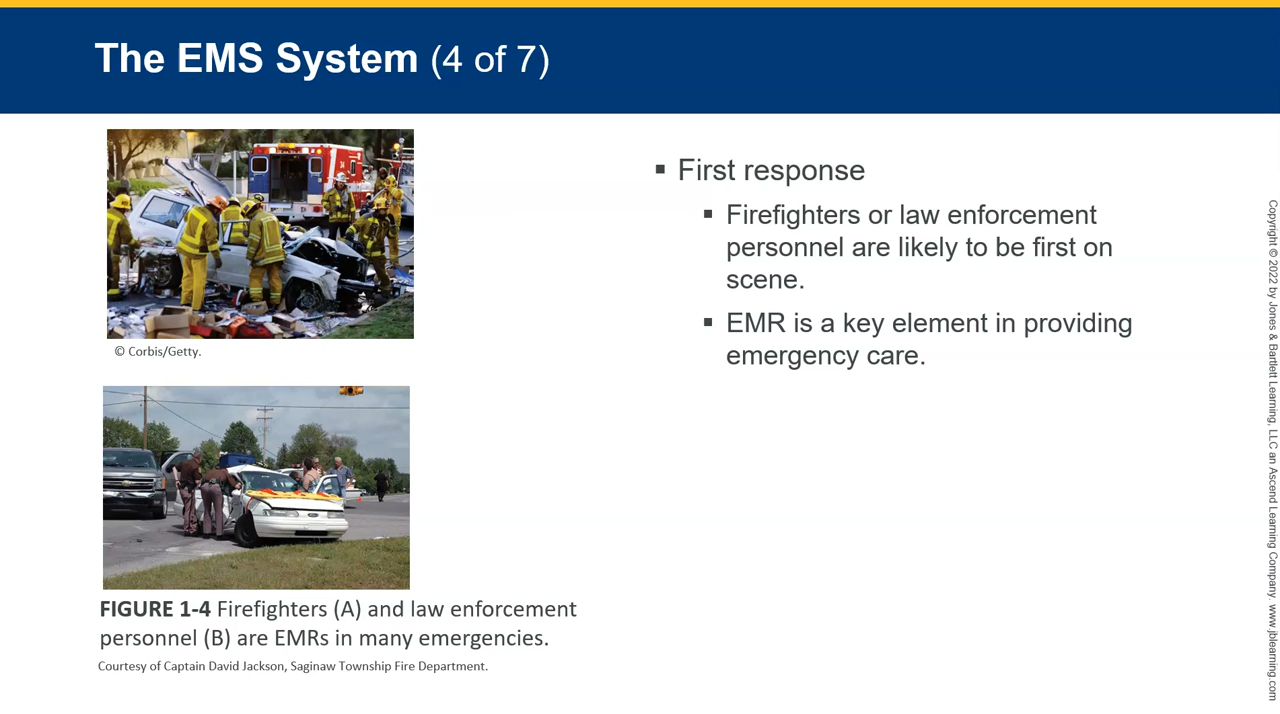 The EMS System (4 of 7)
© Corbis/Getty.
FIGURE 1-4 Firefighters (A) and law enforcement
personnel (B) are EMRs in many emergencies.
Courtesy of Captain David Jackson, Saginaw Township Fire Department.
▪ First response
▪ Firefighters or law enforcement
personnel are likely to be first on
scene.
▪ EMR is a key element in providing
emergency care.
Copyright © 2022 by Jones & Bartlett Learning, LLC an Ascend Learning Company. www.jblearning.com